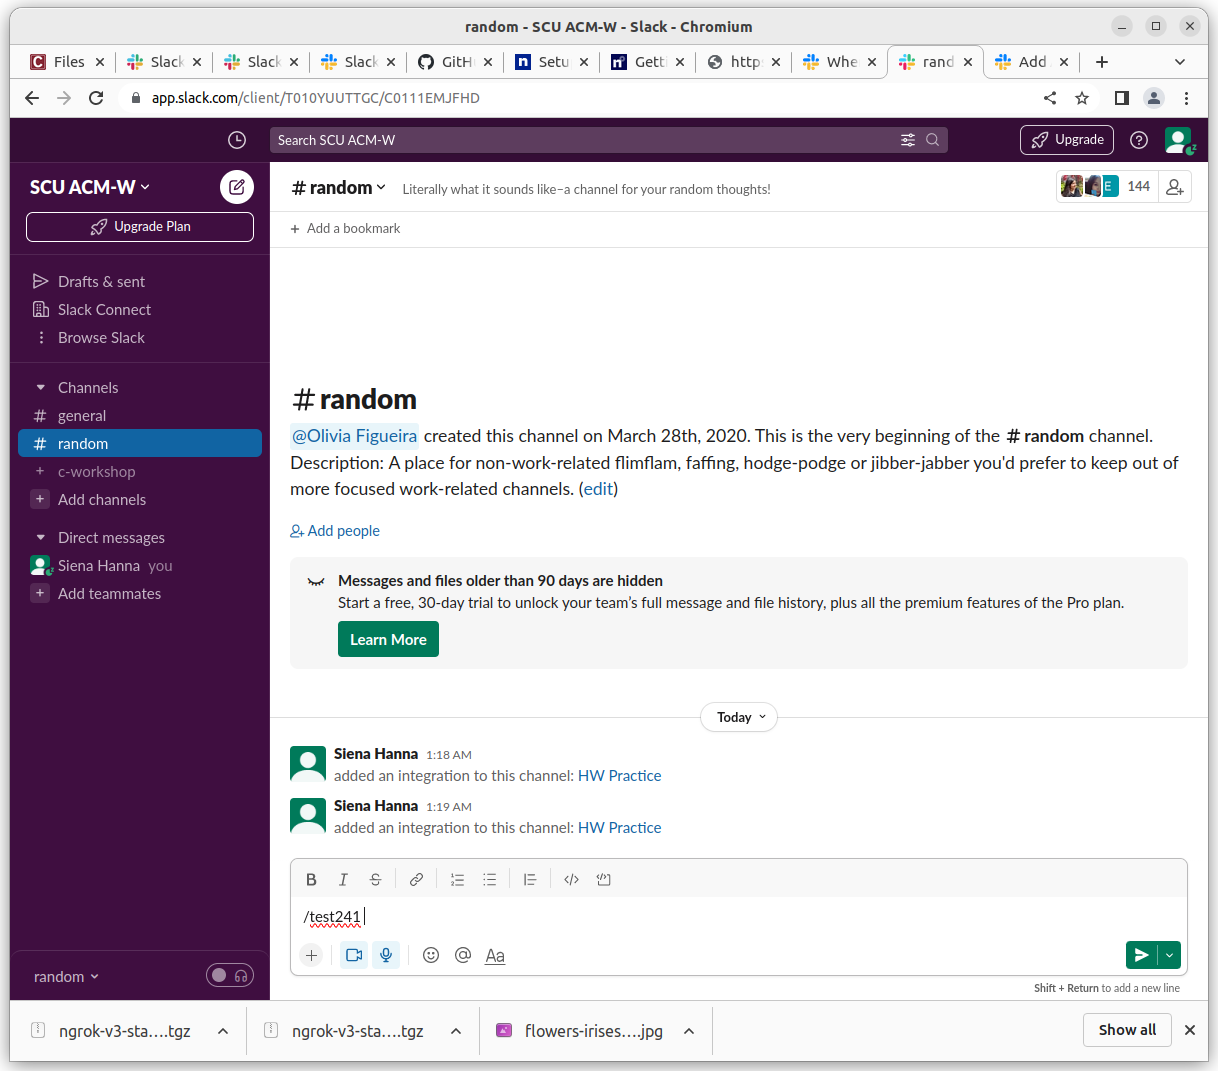 random - SCU ACM-W - Slack - Chromium
Files
Slack
Slack
Slack
GitH
Setu
Getti
https
Whe
rand
Add
app.slack.com/client/T010YUUTTGC/C0111EMJFHD
Search SCU ACM-W
Upgrade
SCU ACM-W
Upgrade Plan
Drafts & sent
Slack Connect
Browse Slack
Channels
# general
# random
+ c-workshop
+ Add channels
Direct messages
Siena Hanna you
+ Add teammates
random
# random
Literally what it sounds like–a channel for your random thoughts!
E
144
+ Add a bookmark
# random
@Olivia Figueira created this channel on March 28th, 2020. This is the very beginning of the # random channel.
Description: A place for non-work-related flimflam, faffing, hodge-podge or jibber-jabber you'd prefer to keep out of
more focused work-related channels. (edit)
Add people
Messages and files older than 90 days are hidden
Start a free, 30-day trial to unlock your team's full message and file history, plus all the premium features of the Pro plan.
Learn More
Today
Siena Hanna 1:18 AM
added an integration to this channel: HW Practice
Siena Hanna 1:19 AM
added an integration to this channel: HW Practice
B I S
/test241
Aa
Shift + Return to add a new line
ngrok-v3-sta....tgz
ngrok-v3-sta....tgz
flowers-irises....jpg
Show all